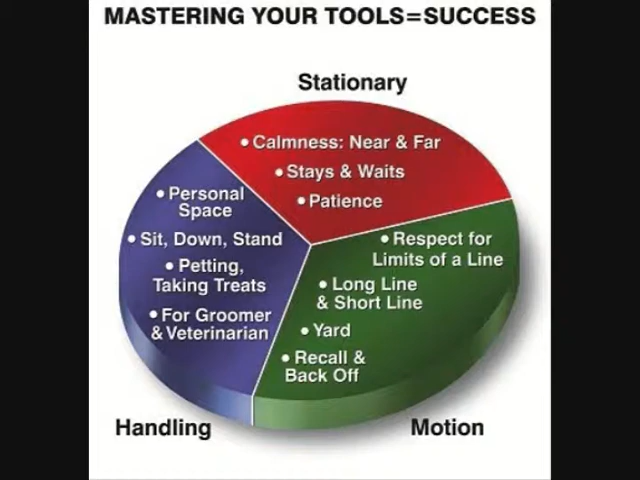 MASTERING YOUR TOOLS=SUCCESS
Stationary
• Calmness: Near & Far
• Stays & Waits
• Patience
• Personal
Space
• Sit, Down, Stand
• Petting,
Taking Treats
• For Groomer
& Veterinarian
• Respect for
Limits of a Line
• Long Line
& Short Line
• Yard
• Recall &
Back Off
Handling
Motion